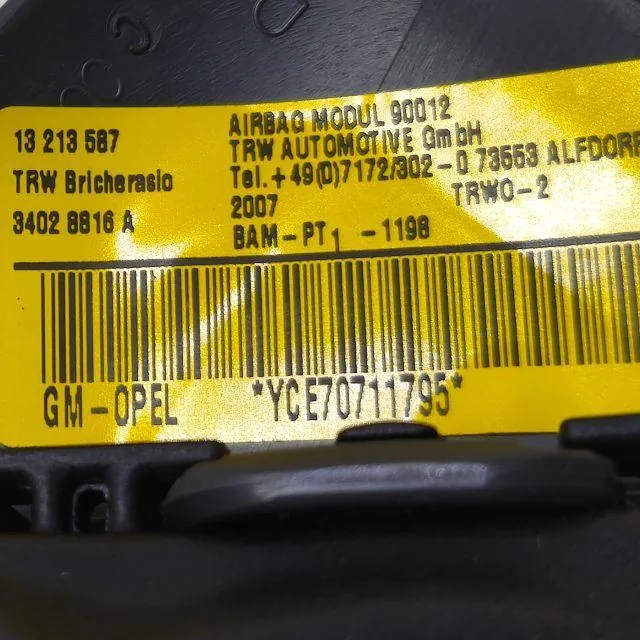 13 213 587
TRW Bricherasio
3402 8816 A
AIRBAG MODUL 90012
TRW AUTOMOTIVE GmbH
Tel.+49(0)7172/302-0 73553 ALFDORF
2007 TRWO-2
BAM-PT1 -1198
GM-OPEL *YCE70711795*